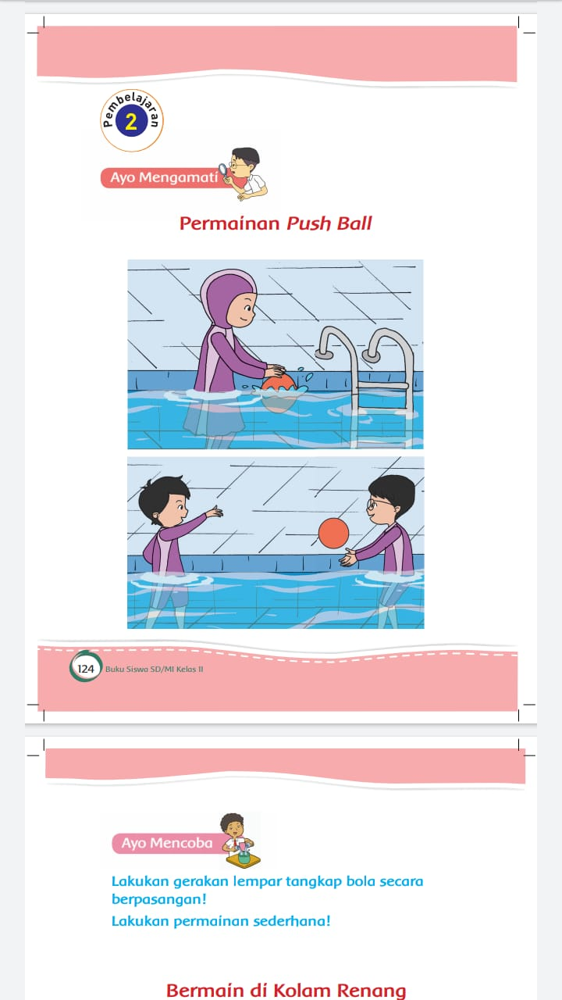 Pembelajaran
2
Ayo Mengamati
Permainan Push Ball
124 Buku Siswa SD/MI Kelas II
Ayo Mencoba
Lakukan gerakan lempar tangkap bola secara
berpasangan!
Lakukan permainan sederhana!
Bermain di Kolam Renang